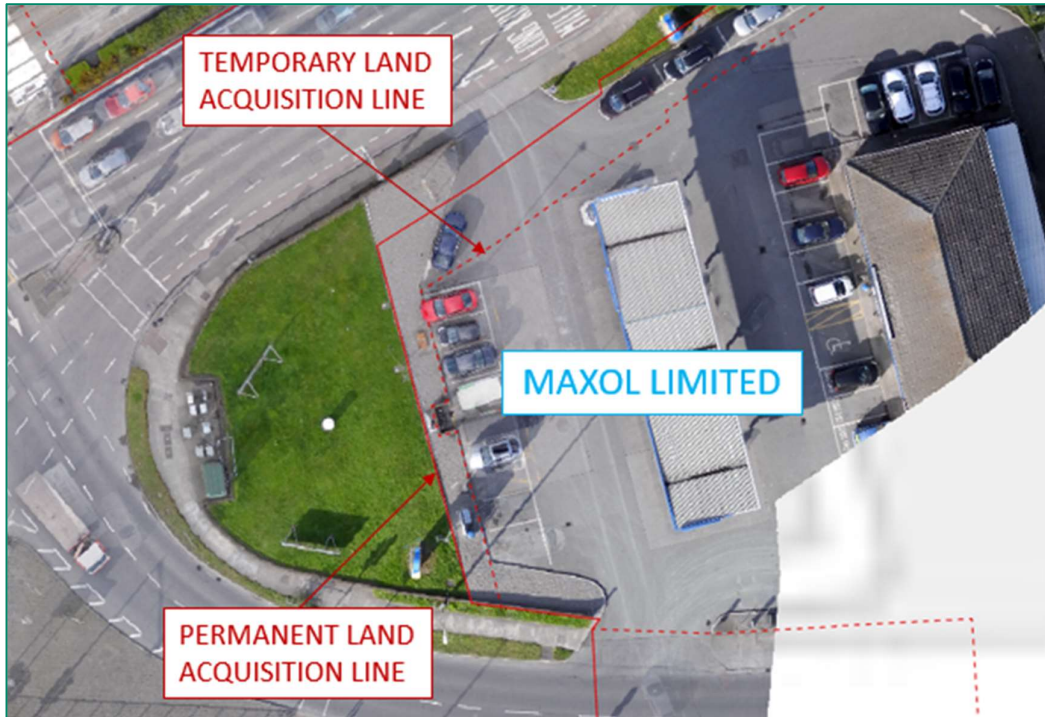 TEMPORARY LAND
ACQUISITION LINE
MAXOL LIMITED
PERMANENT LAND
ACQUISITION LINE